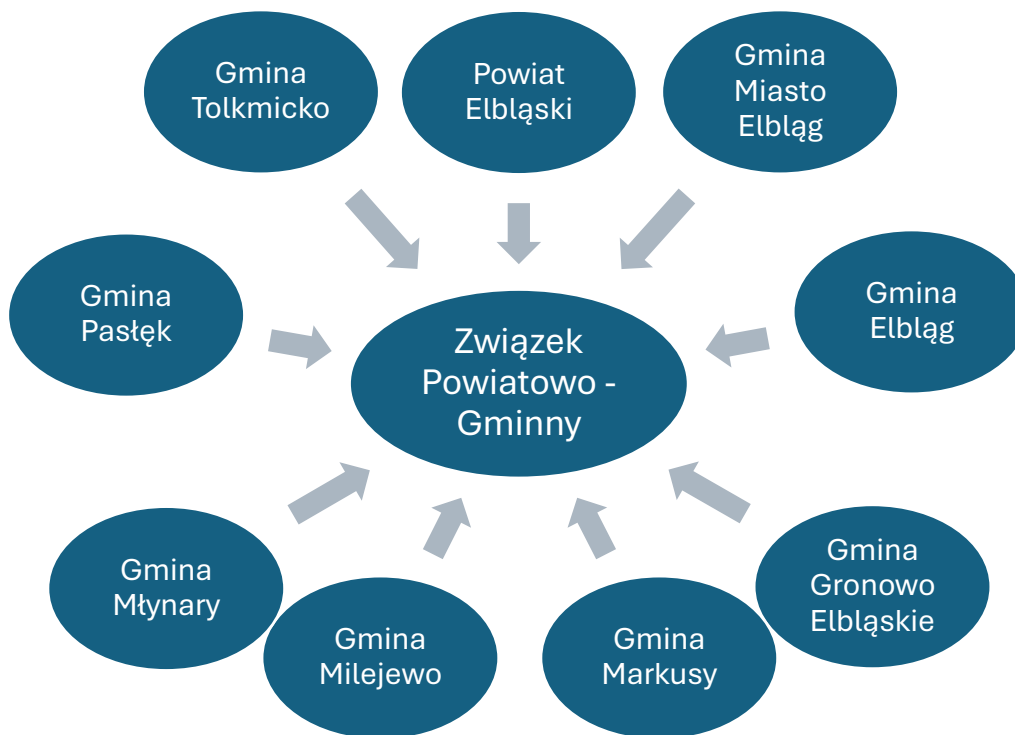 Gmina
Tolkmicko
Powiat
Elbląski
Gmina
Miasto
Elbląg
Gmina
Pasłęk
Gmina
Elbląg
Związek
Powiatowo -
Gminny
Gmina
Młynary
Gmina
Milejewo
Gmina
Markusy
Gmina
Gronowo
Elbląskie